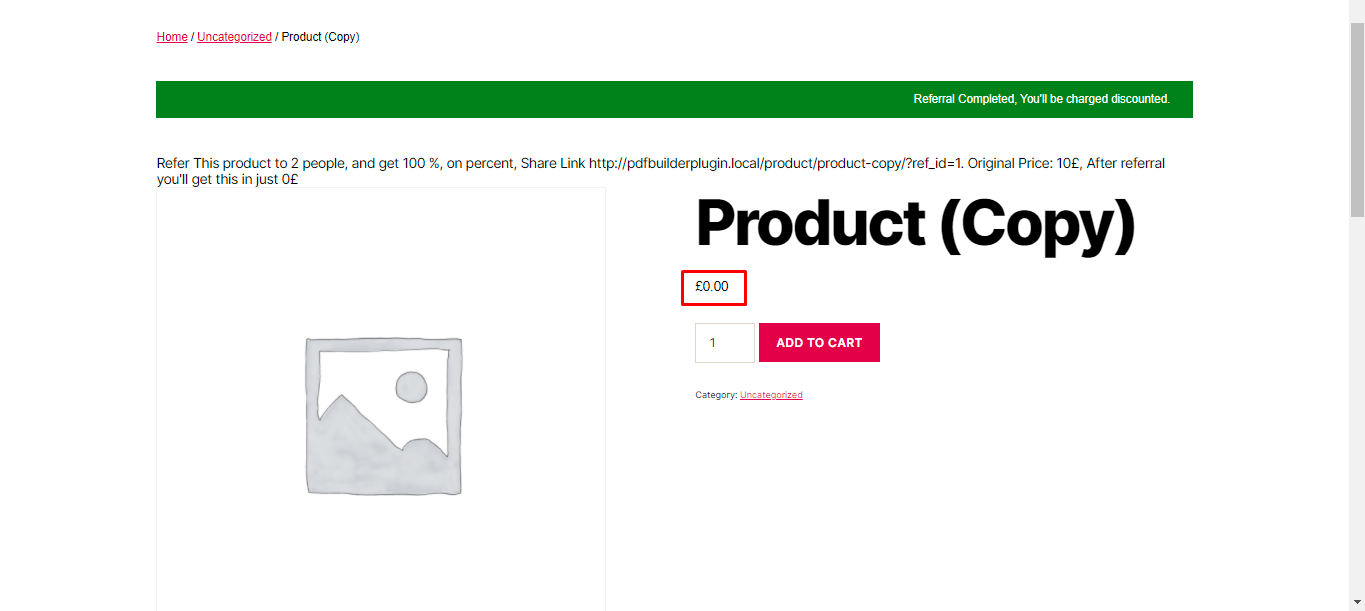 Home / Uncategorized / Product (Copy)
Referral Completed, You'll be charged discounted.
Refer This product to 2 people, and get 100 %, on percent, Share Link http://pdfbuilderplugin.local/product/product-copy/?ref_id=1. Original Price: 10£, After referral
you'll get this in just 0£
Product (Copy)
£0.00
1
ADD TO CART
Category: Uncategorized